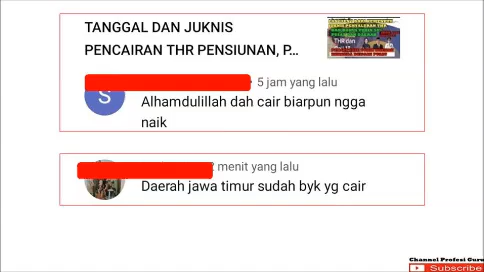 TANGGAL DAN JUKNIS
PENCAIRAN THR PENSIUNAN, P...
5 jam yang lalu
S
Alhamdulillah dah cair biarpun ngga
naik
menit yang lalu
Daerah jawa timur sudah byk yg cair
Channel Profesi Guru
Subscribe